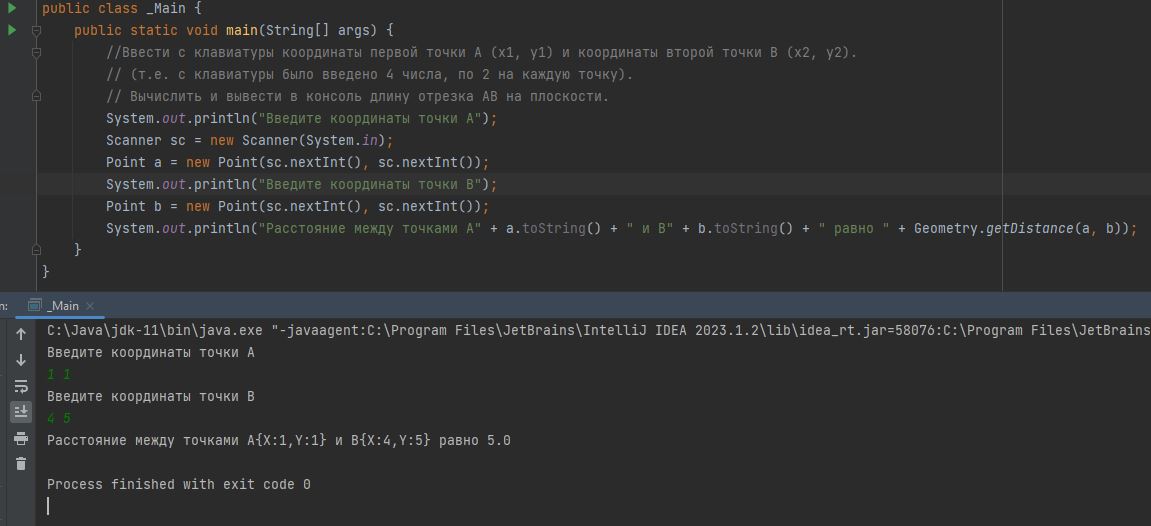 public class _Main {
public static void main(String[] args) {
//Ввести с клавиатуры координаты первой точки А (x1, y1) и координаты второй точки В (x2, y2).
// (т.е. с клавиатуры было введено 4 числа, по 2 на каждую точку).
// Вычислить и вывести в консоль длину отрезка АВ на плоскости.
System.out.println("Введите координаты точки А");
Scanner sc = new Scanner(System.in);
Point a = new Point(sc.nextInt(), sc.nextInt());
System.out.println("Введите координаты точки В");
Point b = new Point(sc.nextInt(), sc.nextInt());
System.out.println("Расстояние между точками А" + a.toString() + " и В" + b.toString() + " равно " + Geometry.getDistance(a, b));
}
}
n: _Main ×
C:\Java\jdk-11\bin\java.exe "-javaagent:C:\Program Files\JetBrains\IntelliJ IDEA 2023.1.2\lib\idea_rt.jar=58076:C:\Program Files\JetBrains
Введите координаты точки А
1 1
Введите координаты точки В
4 5
Расстояние между точками А{X:1,Y:1} и В{X:4,Y:5} равно 5.0
Process finished with exit code 0